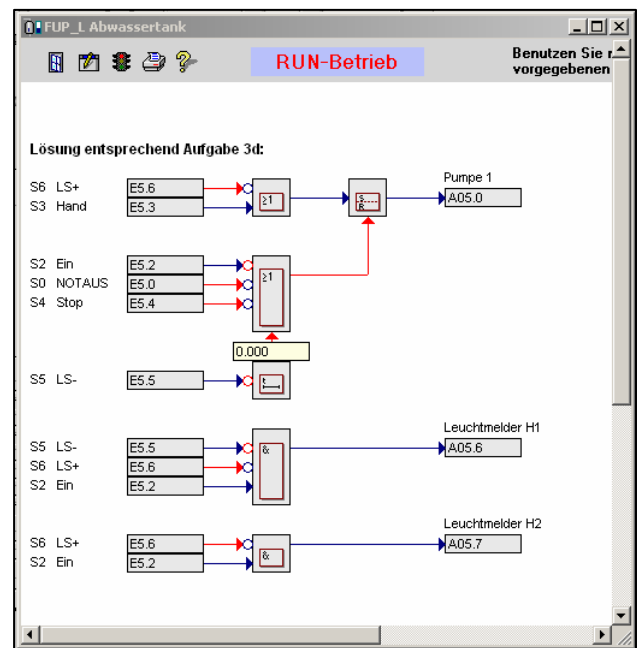 FUP_L Abwassertank
RUN-Betrieb
Benutzen Sie
vorgegebenen
Lösung entsprechend Aufgabe 3d:
S6 LS+ E5.6
S3 Hand E5.3
≥1
S
R
Pumpe 1
A05.0
S2 Ein E5.2
S0 NOTAUS E5.0
S4 Stop E5.4
≥1
0.000
S5 LS- E5.5
t
S5 LS- E5.5
S6 LS+ E5.6
S2 Ein E5.2
&
Leuchtmelder H1
A05.6
S6 LS+ E5.6
S2 Ein E5.2
&
Leuchtmelder H2
A05.7